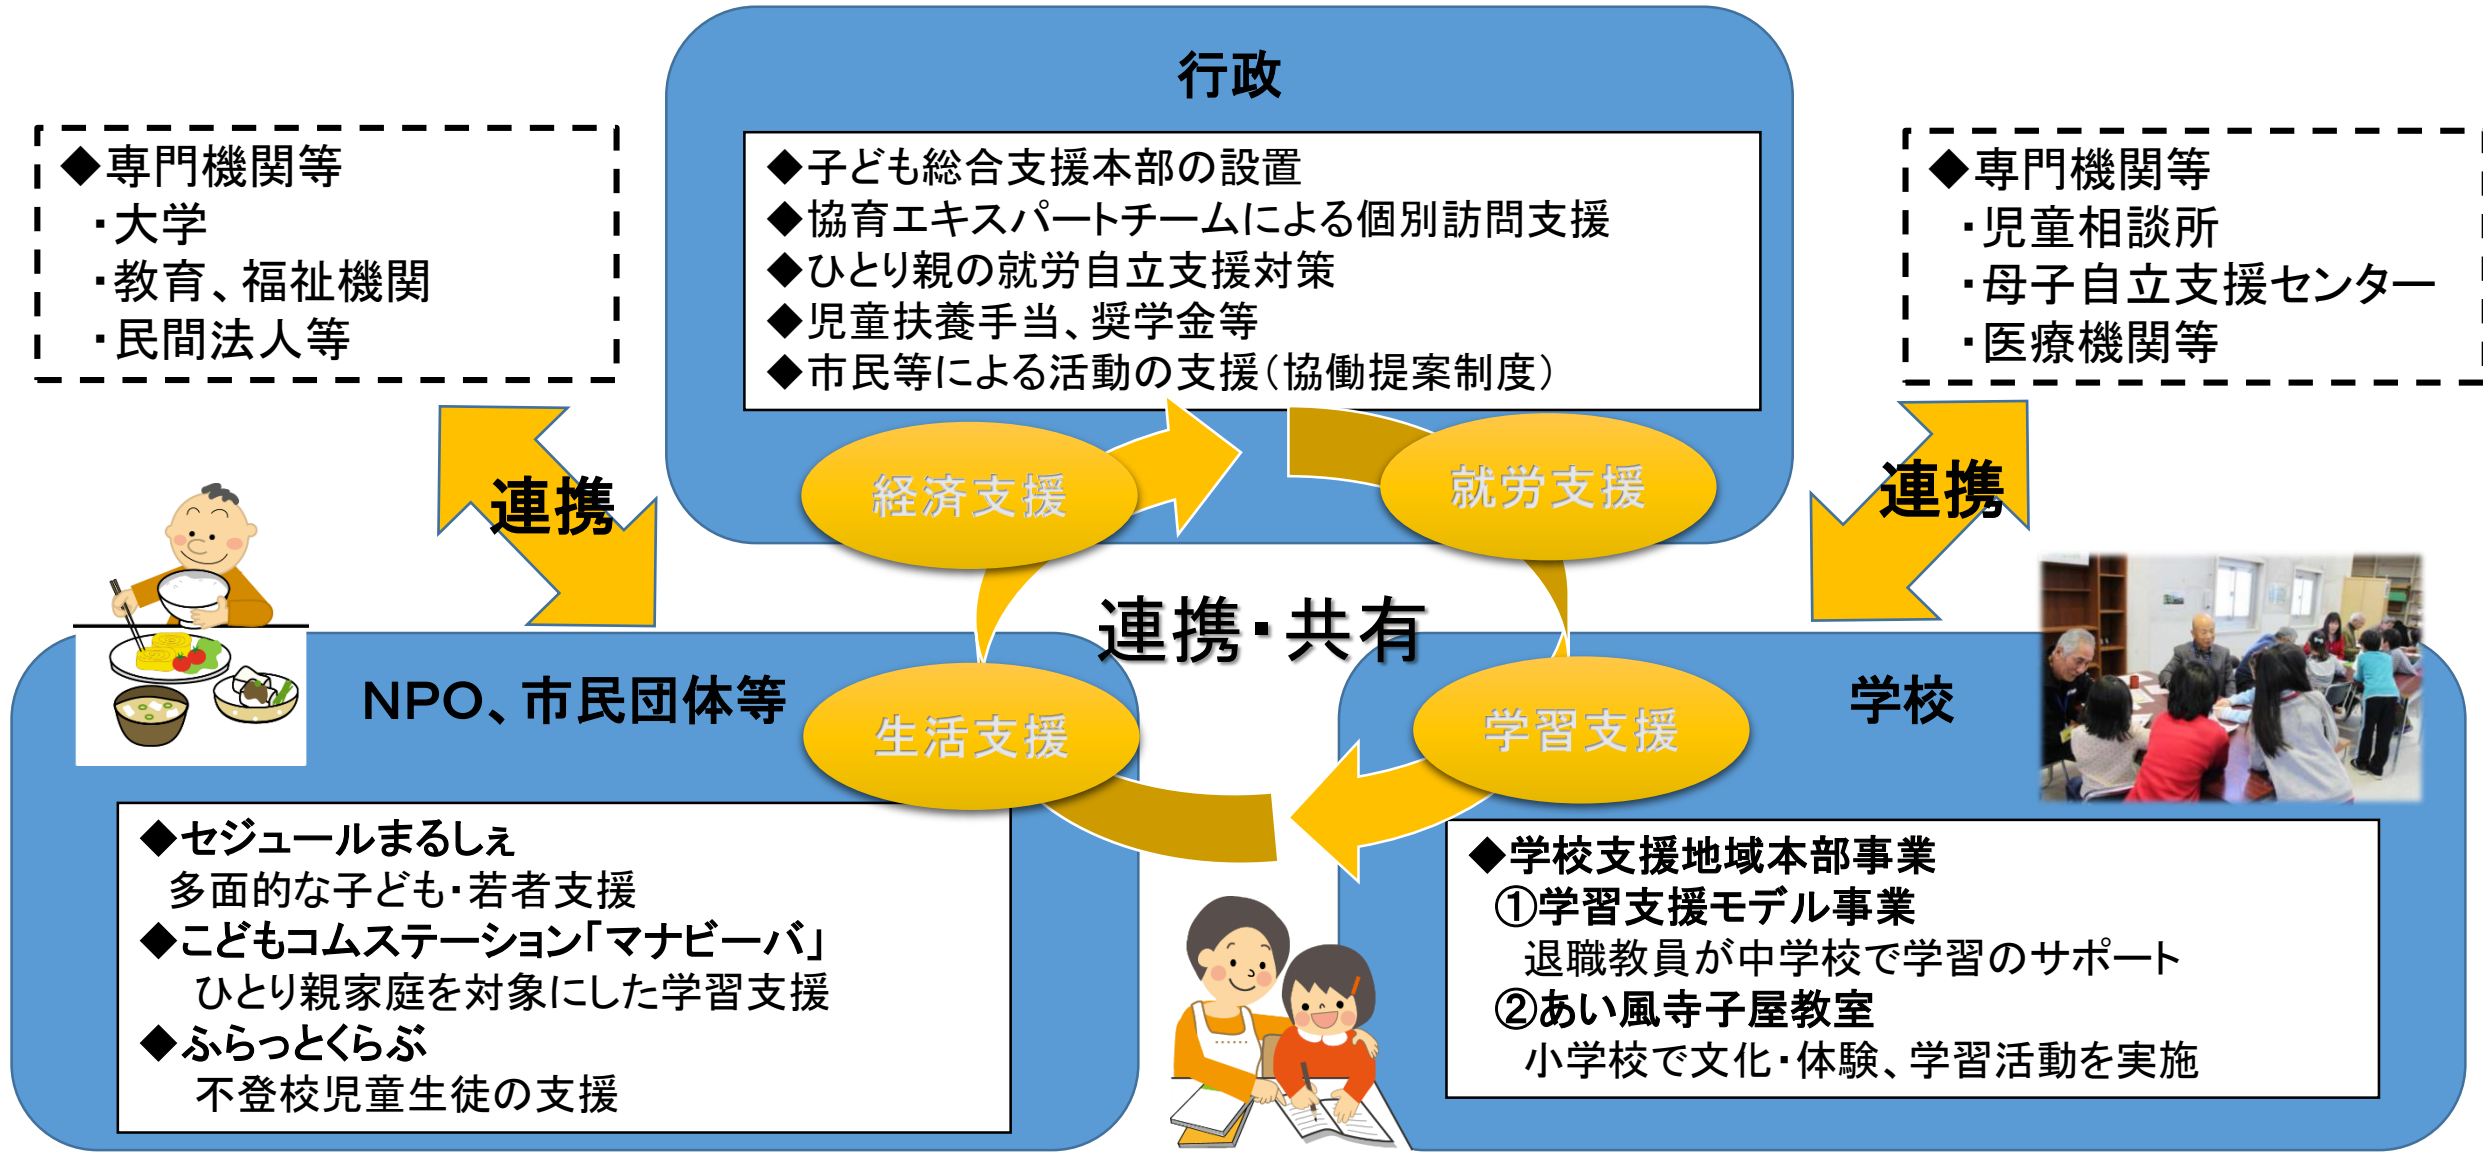 行政
◆子ども総合支援本部の設置
◆協育エキスパートチームによる個別訪問支援
◆ひとり親の就労自立支援対策
◆児童扶養手当、奨学金等
◆市民等による活動の支援（協働提案制度）
◆専門機関等
・大学
・教育、福祉機関
・民間法人等
◆専門機関等
・児童相談所
・母子自立支援センター
・医療機関等
連携
連携
経済支援
就労支援
連携・共有
生活支援
学習支援
NPO、市民団体等
◆セジュールまるしぇ
多面的な子ども・若者支援
◆こどもコムステーション「マナビーバ」
ひとり親家庭を対象にした学習支援
◆ふらっとくらぶ
不登校児童生徒の支援
学校
◆学校支援地域本部事業
①学習支援モデル事業
退職教員が中学校で学習のサポート
②あい風寺子屋教室
小学校で文化・体験、学習活動を実施